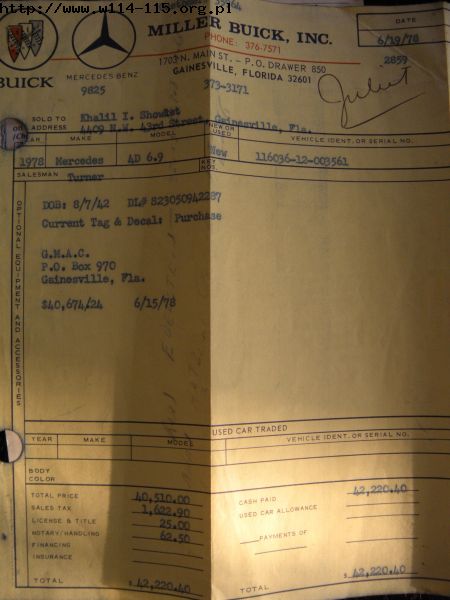 http://www.w114-115.org.pl
MILLER BUICK, INC.
PHONE: 376-7571
1703 N. MAIN ST. - P.O. DRAWER 850
GAINESVILLE, FLORIDA 32601
373-3171
BUICK
MERCEDES BENZ
9825
DATE
6/19/78
2859
SOLD TO Khalil I.
ADDRESS 4409 N.W. 43rd Street, Gainesville, Fla.
YEAR MAKE MODEL NEW OR USED VEHICLE IDENT. OR SERIAL NO.
1978 Mercedes 4D 6.9 New 116036-12-003561
KEY NOS.
SALESMAN Turner
OPTIONAL EQUIPMENT AND ACCESSORIES
DOB: 8/7/42 DL# S23050942287
Current Tag & Decal: Purchase
G.M.A.C.
P.O. Box 970
Gainesville, Fla.
$40,674/24 6/15/78
USED CAR TRADED
YEAR MAKE MODEL VEHICLE IDENT. OR SERIAL NO.
BODY
COLOR
TOTAL PRICE 40,510.00
SALES TAX 1,622.90
LICENSE & TITLE 25.00
NOTARY/HANDLING 62.50
FINANCING
INSURANCE
TOTAL $ 42,220.40
CASH PAID 42,220.40
USED CAR ALLOWANCE
PAYMENTS OF
TOTAL $ 42,220.40